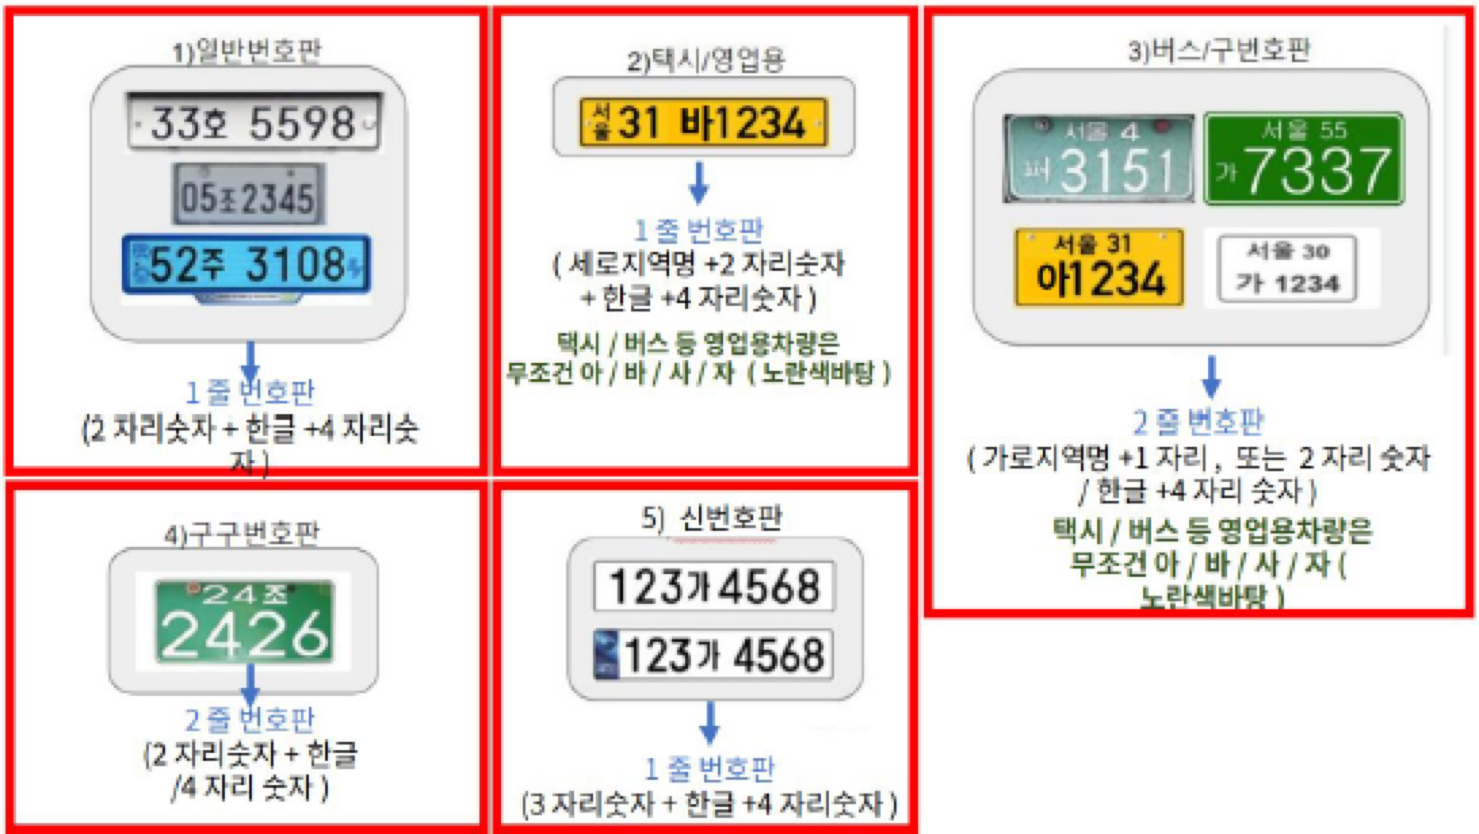 1)일반번호판
33호 5598
05조2345
52주 3108
1 줄 번호판
(2 자리숫자 + 한글 +4 자리숫
자 )
2)택시/영업용
서울 31 바1234
1 줄 번호판
( 세로지역명 +2 자리숫자
+ 한글 +4 자리숫자 )
택시 / 버스 등 영업용차량은
무조건 아 / 바 / 사 / 자 ( 노란색바탕 )
3)버스/구번호판
서울 4
3151
서울 55
가 7337
서울 31
아1234
서울 30
가 1234
2 줄 번호판
( 가로지역명 +1 자리 , 또는 2 자리 숫자
/ 한글 +4 자리 숫자 )
택시 / 버스 등 영업용차량은
무조건 아 / 바 / 사 / 자 (
노란색바탕 )
4)구구번호판
24조
2426
2 줄 번호판
(2 자리숫자 + 한글
/4 자리 숫자 )
5) 신번호판
123가 4568
123가 4568
1 줄 번호판
(3 자리숫자 + 한글 +4 자리숫자 )